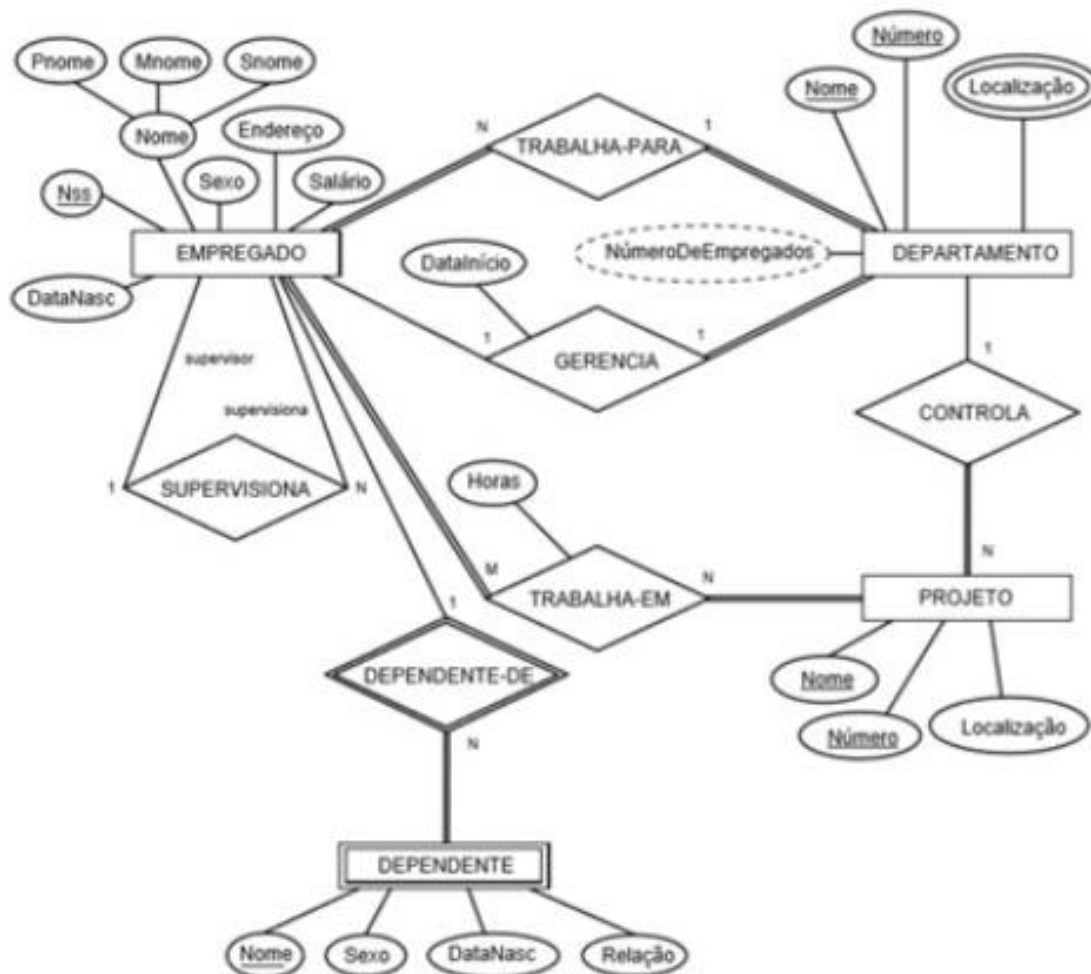 Número
Pnome
Mnome
Snome
Nome
Localização
Nome
Endereço
N
TRABALHA-PARA
1
Sexo
Salário
Nss
EMPREGADO
DataInício
NúmeroDeEmpregados
DEPARTAMENTO
DataNasc
supervisor
1
GERENCIA
1
1
supervisiona
CONTROLA
1
SUPERVISIONA
N
Horas
M
N
N
TRABALHA-EM
PROJETO
1
DEPENDENTE-DE
Nome
Número
Localização
N
DEPENDENTE
Nome
Sexo
DataNasc
Relação